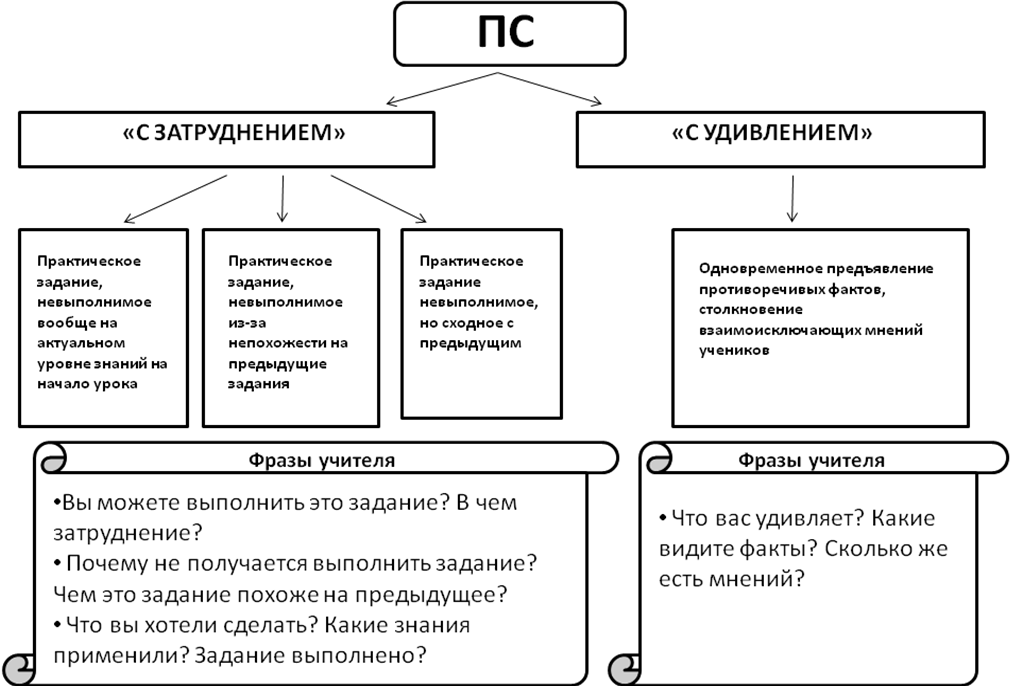 ПС
«С ЗАТРУДНЕНИЕМ»
«С УДИВЛЕНИЕМ»
Практическое
задание,
невыполнимое
вообще на
актуальном
уровне знаний на
начало урока
Практическое
задание,
невыполнимое
из-за
непохожести на
предыдущие
задания
Практическое
задание
невыполнимое,
но сходное с
предыдущим
Одновременное предъявление
противоречивых фактов,
столкновение
взаимоисключающих мнений
учеников
Фразы учителя
•Вы можете выполнить это задание? В чем
затруднение?
• Почему не получается выполнить задание?
Чем это задание похоже на предыдущее?
• Что вы хотели сделать? Какие знания
применили? Задание выполнено?
Фразы учителя
• Что вас удивляет? Какие
видите факты? Сколько же
есть мнений?